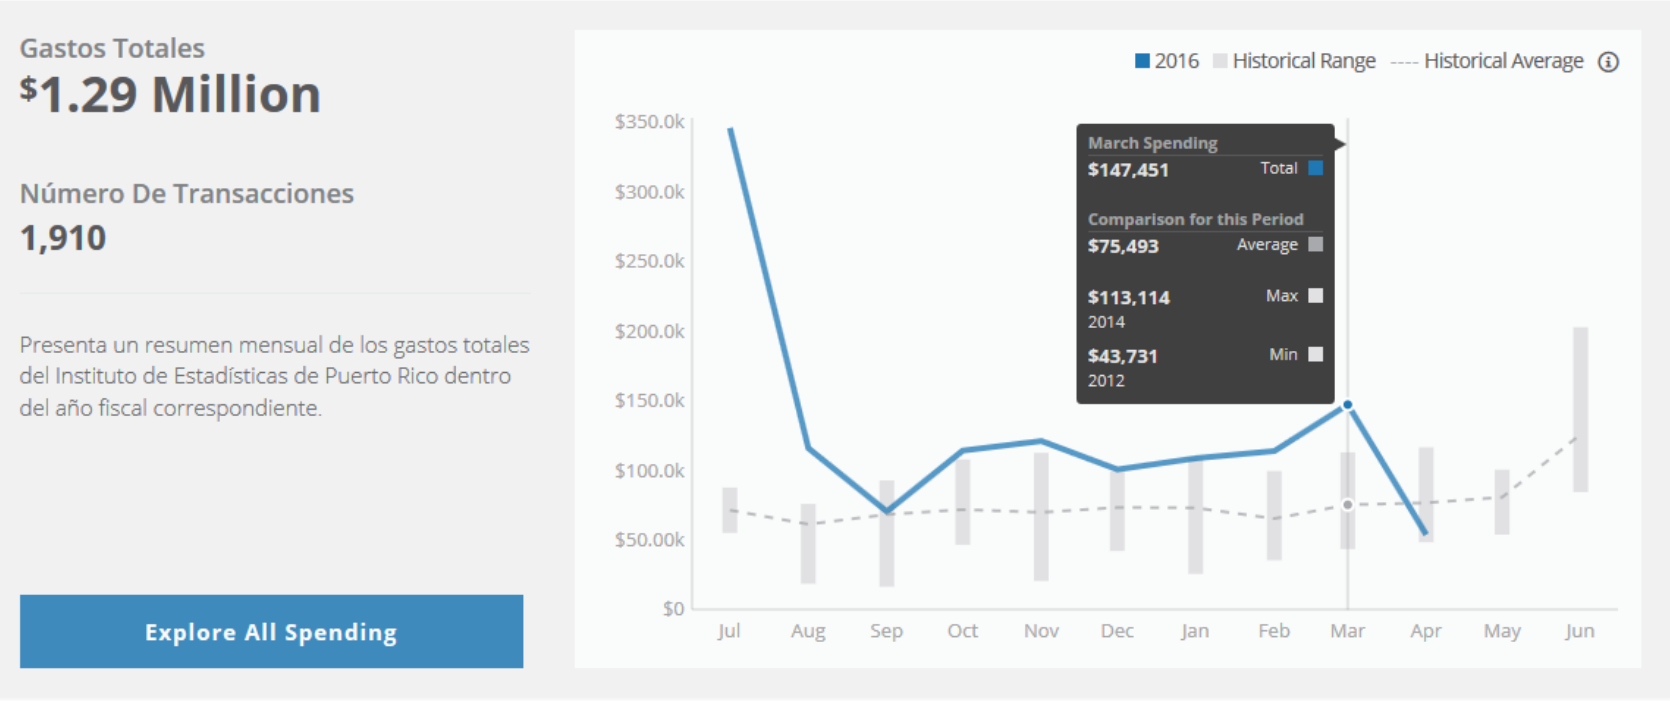 Gastos Totales
$1.29 Million
Número De Transacciones
1,910
Presenta un resumen mensual de los gastos totales
del Instituto de Estadísticas de Puerto Rico dentro
del año fiscal correspondiente.
Explore All Spending
2016 Historical Range Historical Average
$350.0k
$300.0k
$250.0k
$200.0k
$150.0k
$100.0k
$50.00k
$0
March Spending
$147,451 Total
Comparison for this Period
$75,493 Average
$113,114 Max
2014
$43,731 Min
2012
Jul Aug Sep Oct Nov Dec Jan Feb Mar Apr May Jun